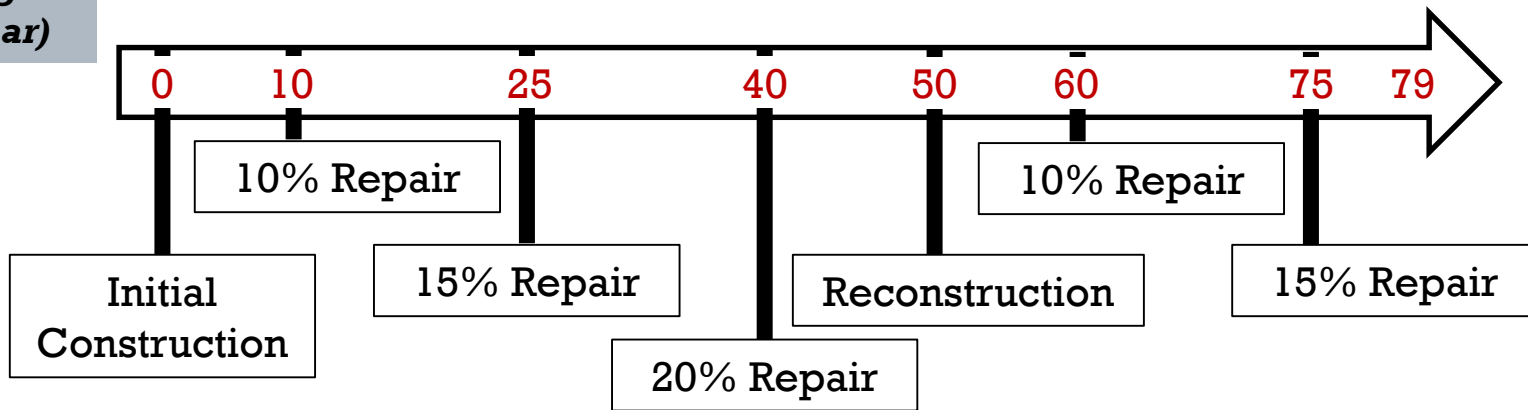 ar)
0 10 25 40 50 60 75 79
10% Repair
10% Repair
15% Repair
Reconstruction
15% Repair
Initial
Construction
20% Repair